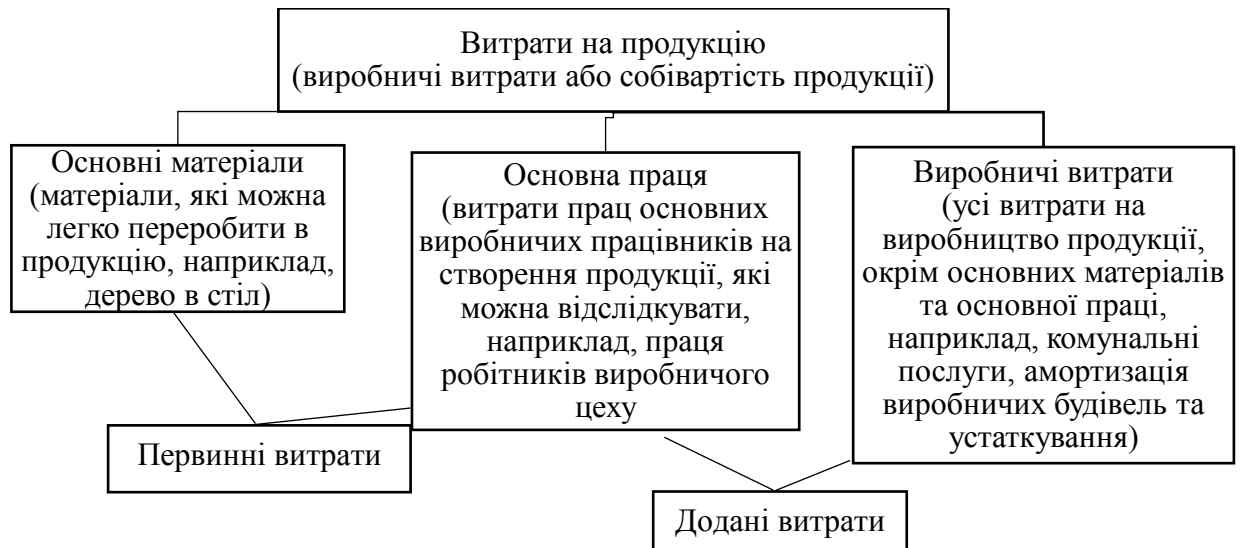 Витрати на продукцію
(виробничі витрати або собівартість продукції)
Основні матеріали
(матеріали, які можна
легко переробити в
продукцію, наприклад,
дерево в стіл)
Основна праця
(витрати прац основних
виробничих працівників на
створення продукції, які
можна відслідкувати,
наприклад, праця
робітників виробничого
цеху
Виробничі витрати
(усі витрати на
виробництво продукції,
окрім основних матеріалів
та основної праці,
наприклад, комунальні
послуги, амортизація
виробничих будівель та
устаткування)
Первинні витрати
Додані витрати